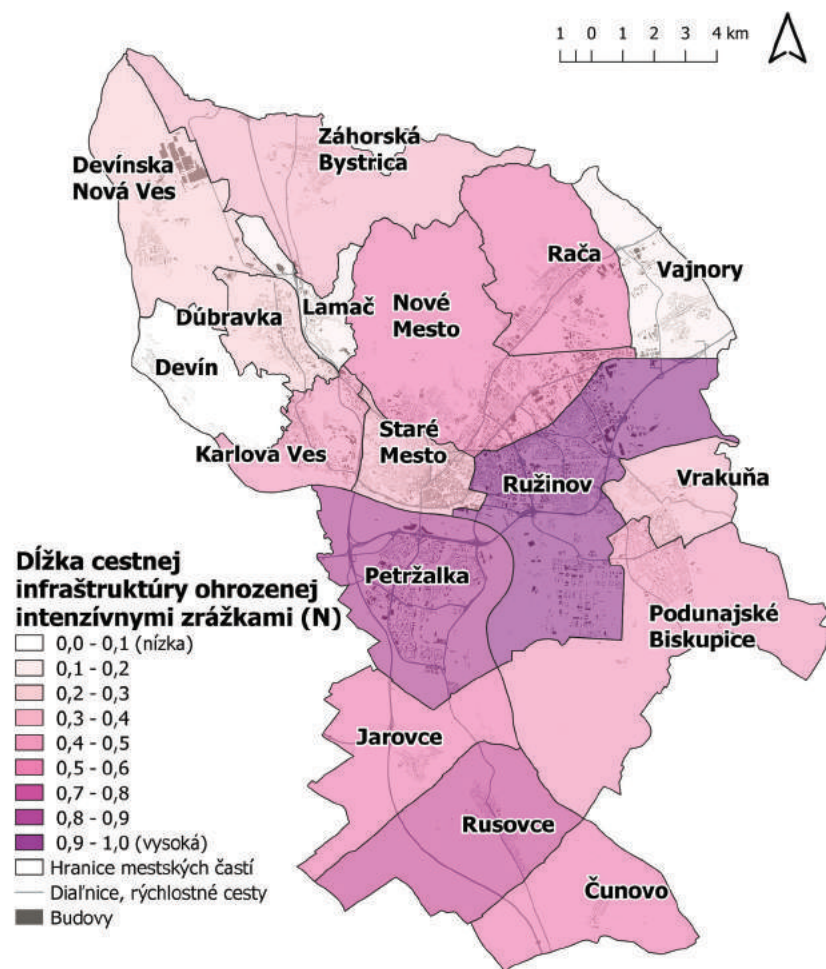 1 0 1 2 3 4 km
Záhorská
Bystrica
Devínska
Nová Ves
Rača
Vajnory
Lamač
Nové
Mesto
Dúbravka
Devín
Staré
Mesto
Karlova Ves
Ružinov
Vrakuňa
Petržalka
Podunajské
Biskupice
Jarovce
Rusovce
Čunovo
Dĺžka cestnej
infraštruktúry ohrozenej
intenzívnymi zrážkami (N)
0,0 - 0,1 (nízka)
0,1 - 0,2
0,2 - 0,3
0,3 - 0,4
0,4 - 0,5
0,5 - 0,6
0,7 - 0,8
0,8 - 0,9
0,9 - 1,0 (vysoká)
Hranice mestských častí
Diaľnice, rýchlostné cesty
Budovy